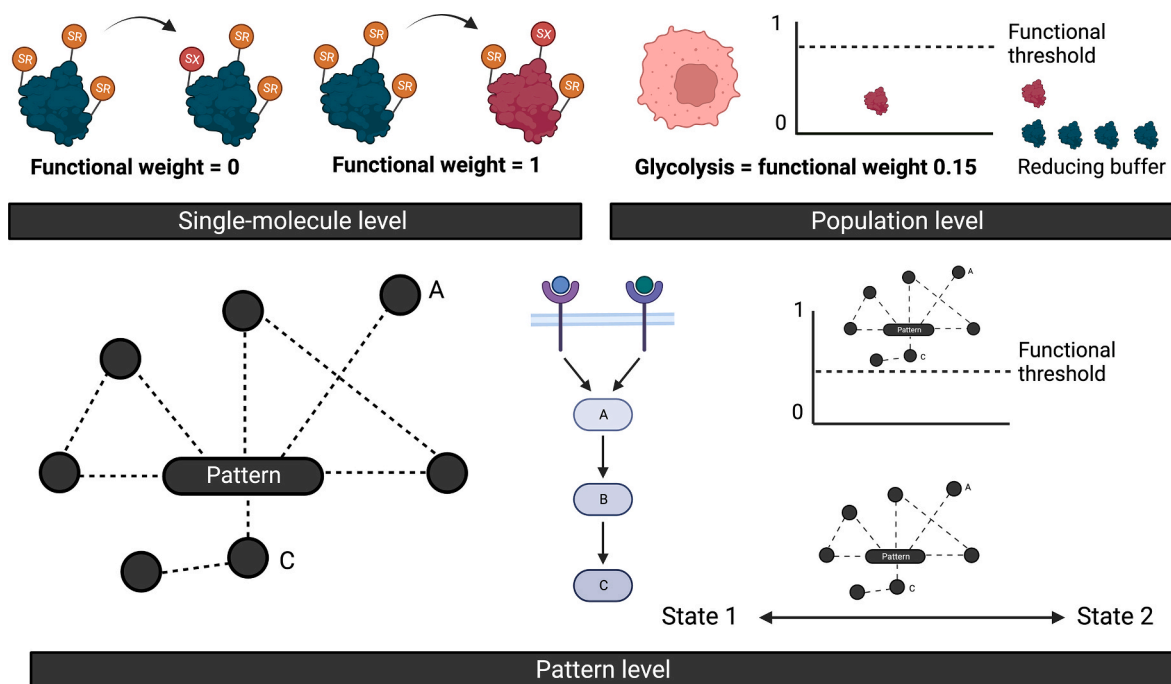 SR
SR
SR
SX
SR
SR
SR
SR
SX
SR
SR
Functional weight = 0
Functional weight = 1
1
0
Functional
threshold
Glycolysis = functional weight 0.15
Reducing buffer
Single-molecule level
Population level
A
Pattern
C
A
B
C
1
0
A
Pattern
C
Functional
threshold
A
Pattern
C
State 1
State 2
Pattern level